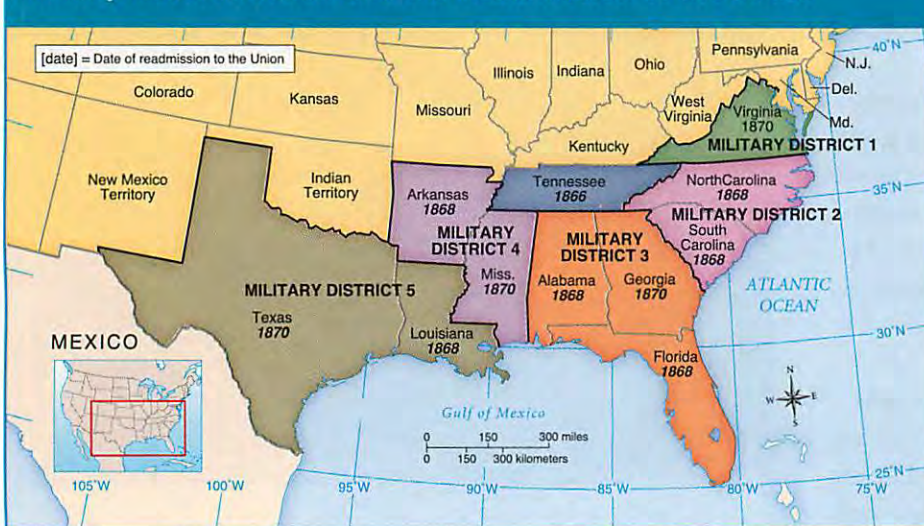 [date] = Date of readmission to the Union
Colorado
Kansas
Missouri
Illinois
Indiana
Ohio
Pennsylvania
40°N
N.J.
Del.
Md.
West
Virginia
Virginia
1870
MILITARY DISTRICT 1
Kentucky
New Mexico
Territory
Indian
Territory
Arkansas
1868
Tennessee
1866
NorthCarolina
1868
35°N
MILITARY DISTRICT 2
South
Carolina
1868
MILITARY
DISTRICT 4
Miss.
1870
MILITARY
DISTRICT 3
Alabama
1868
Georgia
1870
ATLANTIC
OCEAN
MILITARY DISTRICT 5
Texas
1870
Louisiana
1868
30°N
MEXICO
Florida
1868
Gulf of Mexico
0 150 300 miles
0 150 300 kilometers
N
W E
S
25°N
105°W
100°W
95°W
90°W
85°W
80°W
75°W